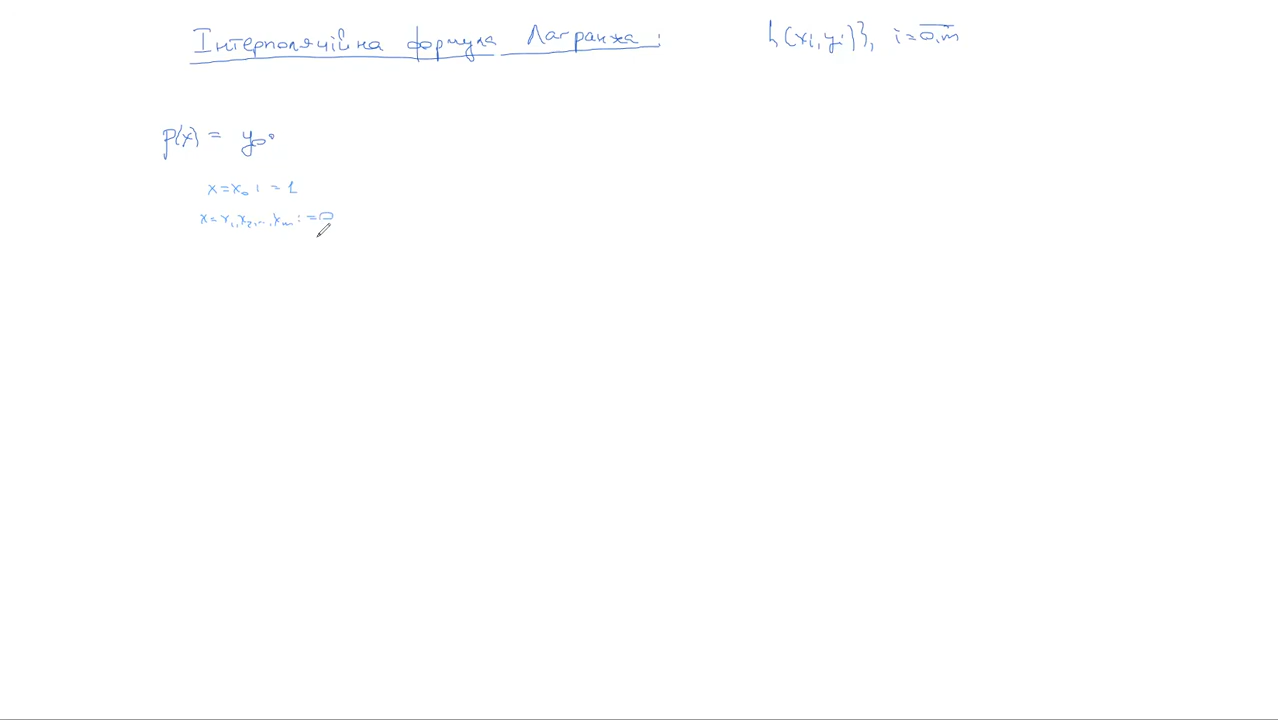 Інтерполяційна формула Лагранжа: {(xi, yi)}, i = 0,m
p(x) = y₀·
x = x₀ : = 1
x = x₁, x₂, ..., xₘ : = 0